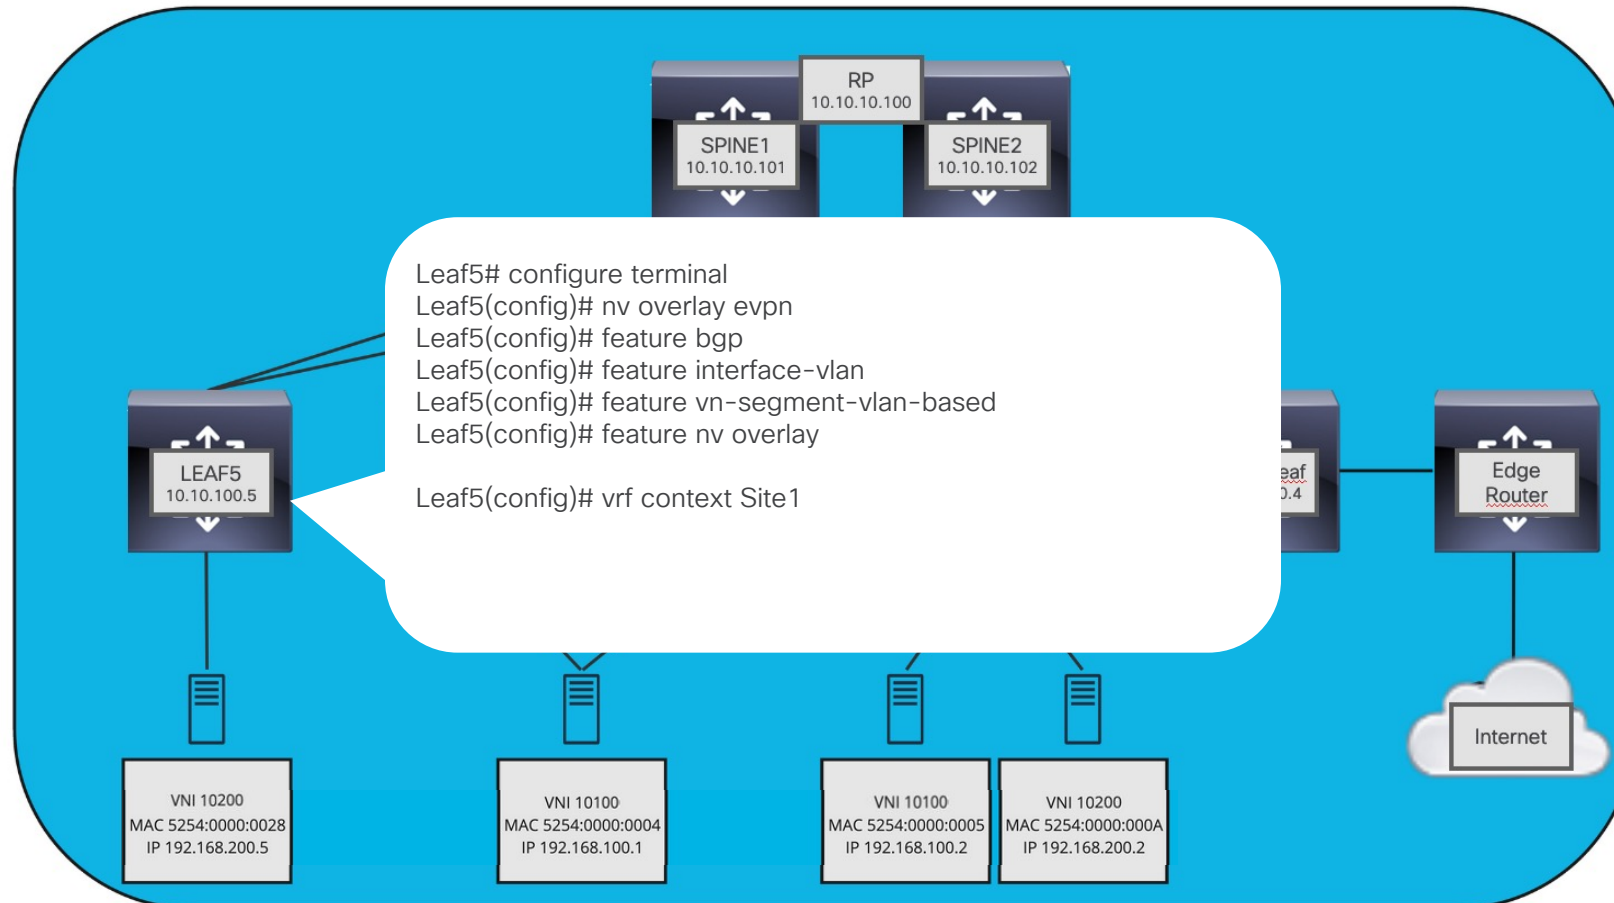 RP
10.10.10.100
SPINE1
10.10.10.101
SPINE2
10.10.10.102
Leaf5# configure terminal
Leaf5(config)# nv overlay evpn
Leaf5(config)# feature bgp
Leaf5(config)# feature interface-vlan
Leaf5(config)# feature vn-segment-vlan-based
Leaf5(config)# feature nv overlay
Leaf5(config)# vrf context Site1
LEAF5
10.10.100.5
Edge
Router
Internet
VNI 10200
MAC 5254:0000:0028
IP 192.168.200.5
VNI 10100
MAC 5254:0000:0004
IP 192.168.100.1
VNI 10100
MAC 5254:0000:0005
IP 192.168.100.2
VNI 10200
MAC 5254:0000:000A
IP 192.168.200.2